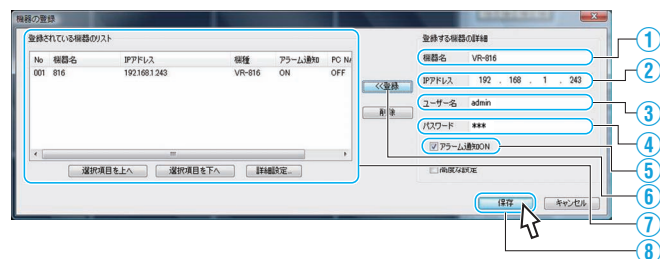 機器の登録
登録されている機器のリスト
No 機器名 IPアドレス 機種 アラーム通知 PC NA
001 816 192.168.1.243 VR-816 ON OFF
選択項目を上へ 選択項目を下へ 詳細設定...
<<登録
削除
登録する機器の詳細
機器名 VR-816
IPアドレス 192 . 168 . 1 . 243
ユーザー名 admin
パスワード ***
アラーム通知ON
高度な設定
保存 キャンセル
1
2
3
4
5
6
7
8